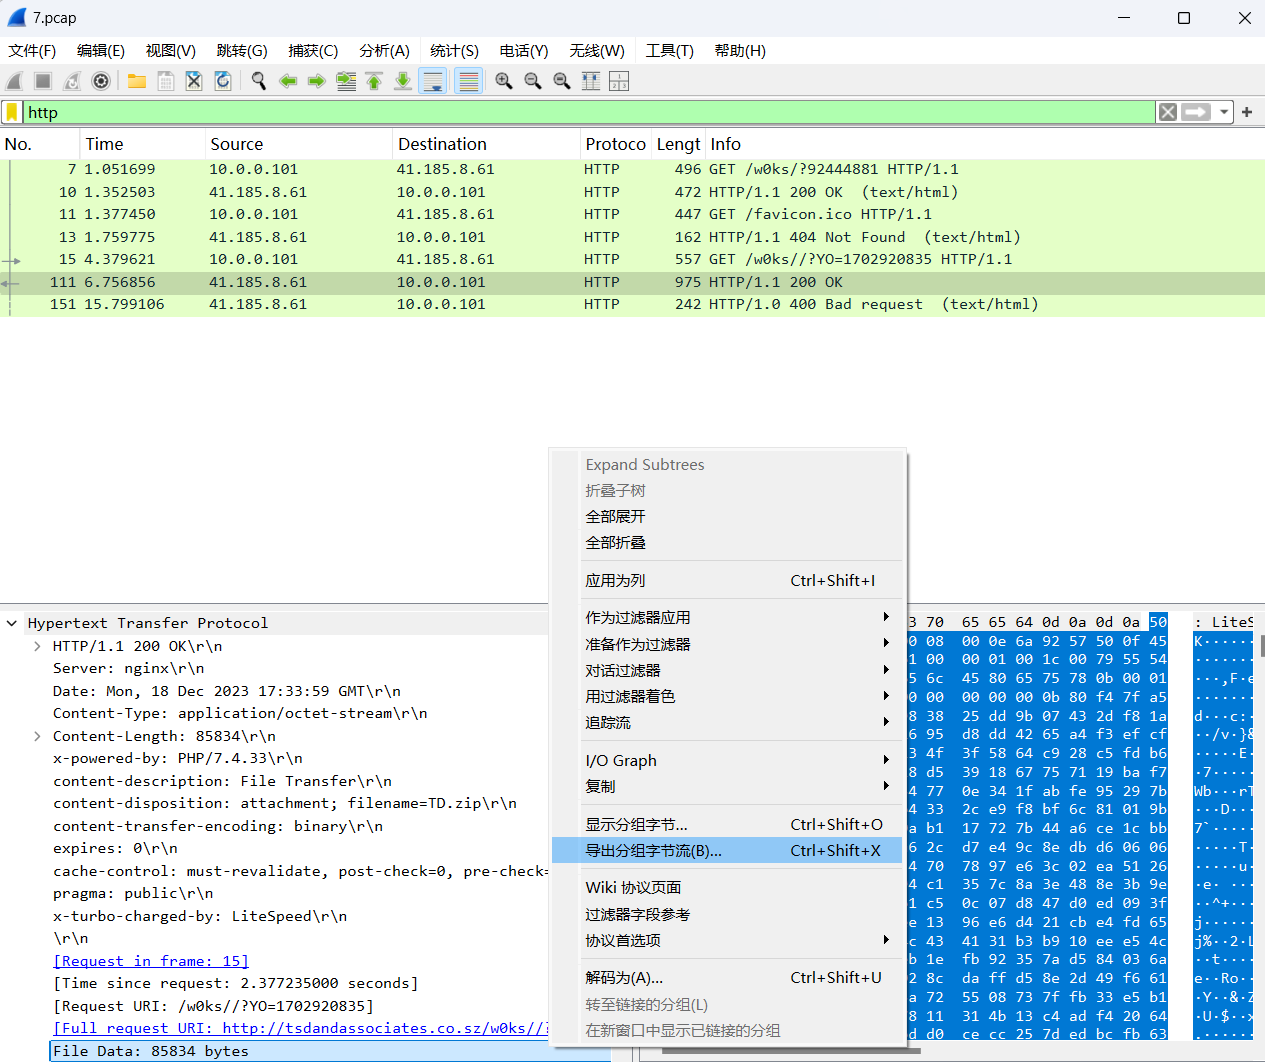 7.pcap
文件(F) 编辑(E) 视图(V) 跳转(G) 捕获(C) 分析(A) 统计(S) 电话(Y) 无线(W) 工具(T) 帮助(H)
http
No. Time Source Destination Protoco Lengt Info
7 1.051699 10.0.0.101 41.185.8.61 HTTP 496 GET /w0ks/?92444881 HTTP/1.1
10 1.352503 41.185.8.61 10.0.0.101 HTTP 472 HTTP/1.1 200 OK (text/html)
11 1.377450 10.0.0.101 41.185.8.61 HTTP 447 GET /favicon.ico HTTP/1.1
13 1.759775 41.185.8.61 10.0.0.101 HTTP 162 HTTP/1.1 404 Not Found (text/html)
15 4.379621 10.0.0.101 41.185.8.61 HTTP 557 GET /w0ks//?YO=1702920835 HTTP/1.1
111 6.756856 41.185.8.61 10.0.0.101 HTTP 975 HTTP/1.1 200 OK
151 15.799106 41.185.8.61 10.0.0.101 HTTP 242 HTTP/1.0 400 Bad request (text/html)
Hypertext Transfer Protocol
HTTP/1.1 200 OK\r\n
Server: nginx\r\n
Date: Mon, 18 Dec 2023 17:33:59 GMT\r\n
Content-Type: application/octet-stream\r\n
Content-Length: 85834\r\n
x-powered-by: PHP/7.4.33\r\n
content-description: File Transfer\r\n
content-disposition: attachment; filename=TD.zip\r\n
content-transfer-encoding: binary\r\n
expires: 0\r\n
cache-control: must-revalidate, post-check=0, pre-check=
pragma: public\r\n
x-turbo-charged-by: LiteSpeed\r\n
\r\n
[Request in frame: 15]
[Time since request: 2.377235000 seconds]
[Request URI: /w0ks//?YO=1702920835]
[Full request URI: http://tsdandassociates.co.sz/w0ks//?
File Data: 85834 bytes
Expand Subtrees
折叠子树
全部展开
全部折叠
应用为列 Ctrl+Shift+I
作为过滤器应用
准备作为过滤器
对话过滤器
用过滤器着色
追踪流
I/O Graph
复制
显示分组字节... Ctrl+Shift+O
导出分组字节流(B)... Ctrl+Shift+X
Wiki 协议页面
过滤器字段参考
协议首选项
解码为(A)... Ctrl+Shift+U
转至链接的分组(L)
在新窗口中显示已链接的分组
3 70 65 65 64 0d 0a 0d 0a 50 : LiteS
0 08 00 0e 6a 92 57 50 0f 45 K······
1 00 00 01 00 1c 00 79 55 54 ·······
5 6c 45 80 65 75 78 0b 00 01 ···,F·e
0 00 00 00 00 0b 80 f4 7f a5 ·······
8 38 25 dd 9b 07 43 2d f8 1a d···c:·
6 95 d8 dd 42 65 a4 f3 ef cf ··/v·}&
3 4f 3f 58 64 c9 28 c5 fd b6 ·····E·
8 d5 39 18 67 75 71 19 ba f7 ·7·····
4 77 0e 34 1f ab fe 95 29 7b Wb···rT
4 33 2c e9 f8 bf 6c 81 01 9b ···D···
a b1 17 72 7b 44 a6 ce 1c bb 7`·····
6 2c d7 e4 9c 8e db d6 06 06 ·····T·
4 70 78 97 e6 3c 02 ea 51 26 ·····u·
4 c1 35 7c 8a 3e 48 8e 3b 9e ·e· ···
1 c5 0c 07 d8 47 d0 ed 09 3f ··^+···
e 13 96 e6 d4 21 cb e4 fd 65 j······
c 43 41 31 b3 b9 10 ee e5 4c j%··2·L
b 1e fb 92 35 7a d5 84 03 6a ··t····
2 8c da ff d5 8e 2d 49 f6 61 e··Ro··
a 72 55 08 73 7f fb 33 e5 b1 ·Y··&·Z
8 11 31 4b 13 c4 ad f4 20 64 ·U·$··x
d d0 ce cc 25 7d ed bc fb 63 ·······